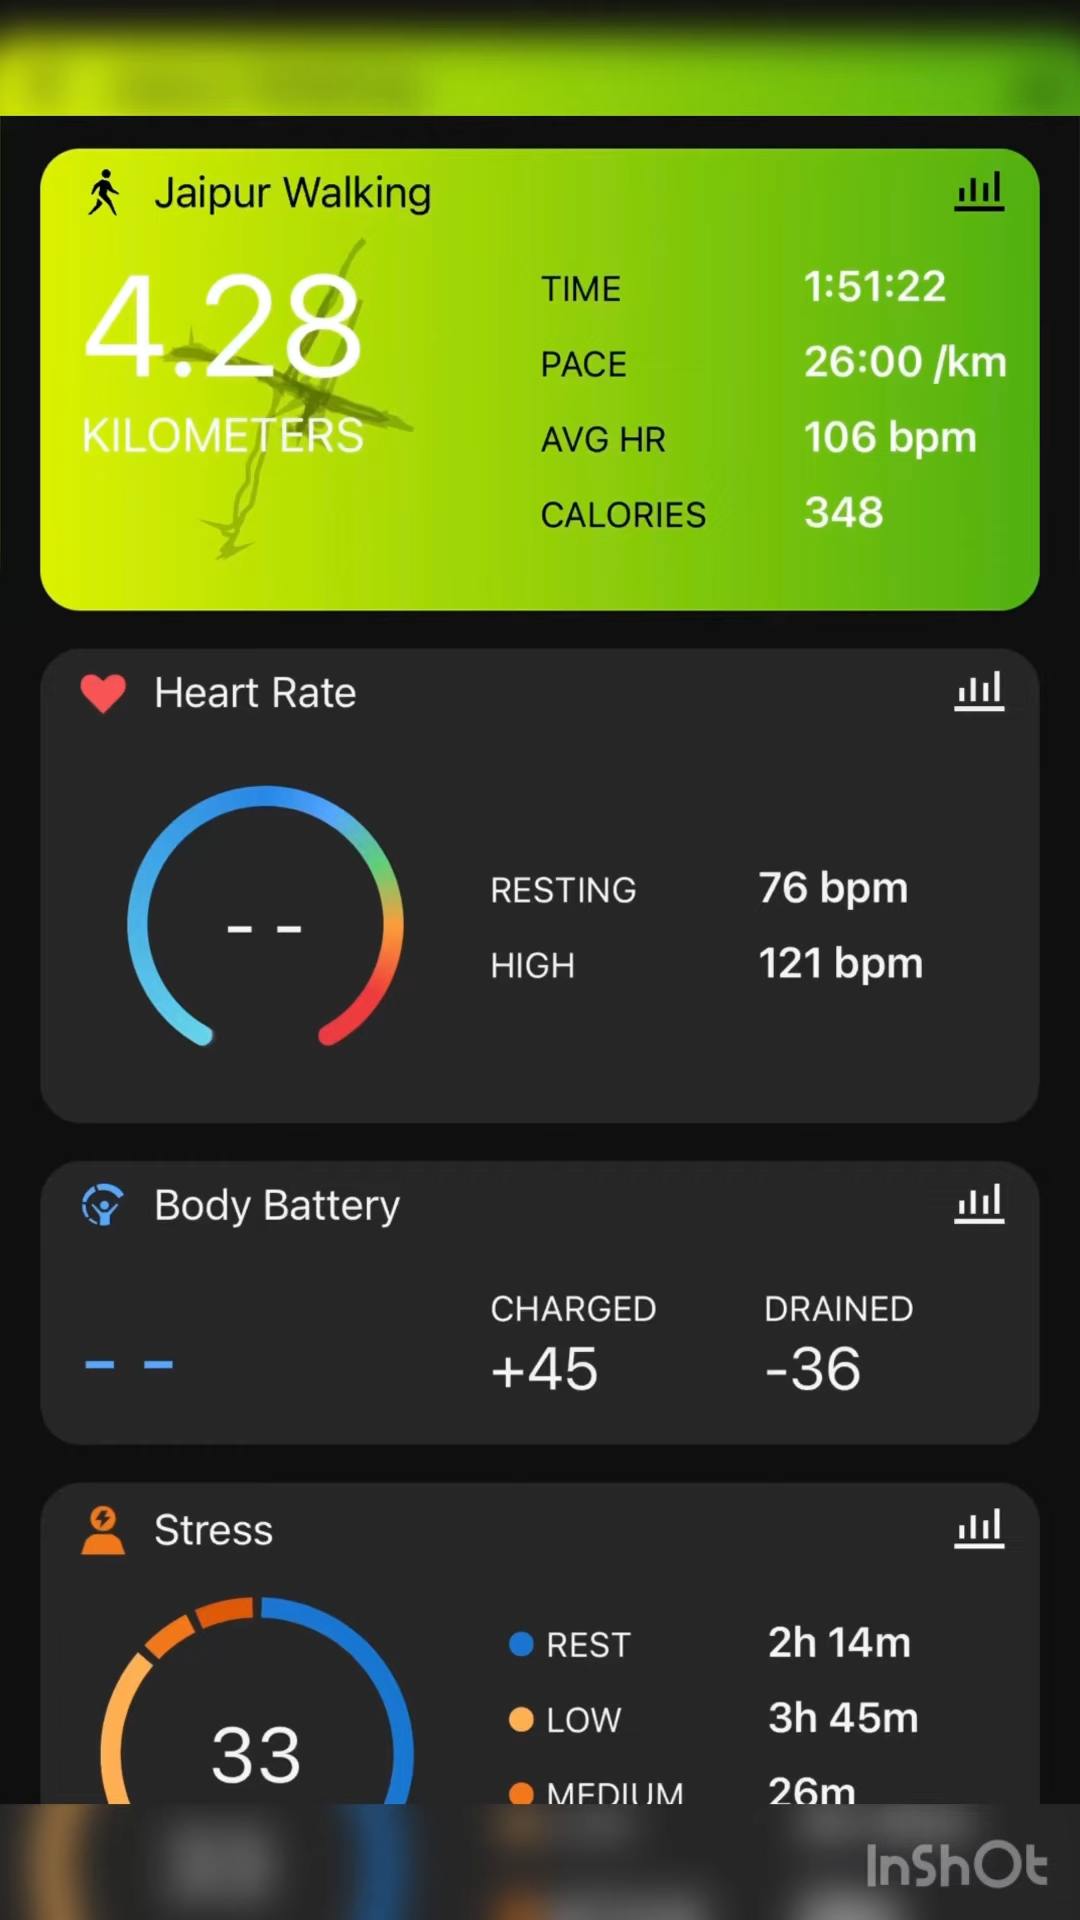 Jaipur Walking
4.28
KILOMETERS
TIME 1:51:22
PACE 26:00 /km
AVG HR 106 bpm
CALORIES 348
Heart Rate
- -
RESTING 76 bpm
HIGH 121 bpm
Body Battery
- -
CHARGED DRAINED
+45 -36
Stress
33
REST 2h 14m
LOW 3h 45m
MEDIUM 26m
InShOt